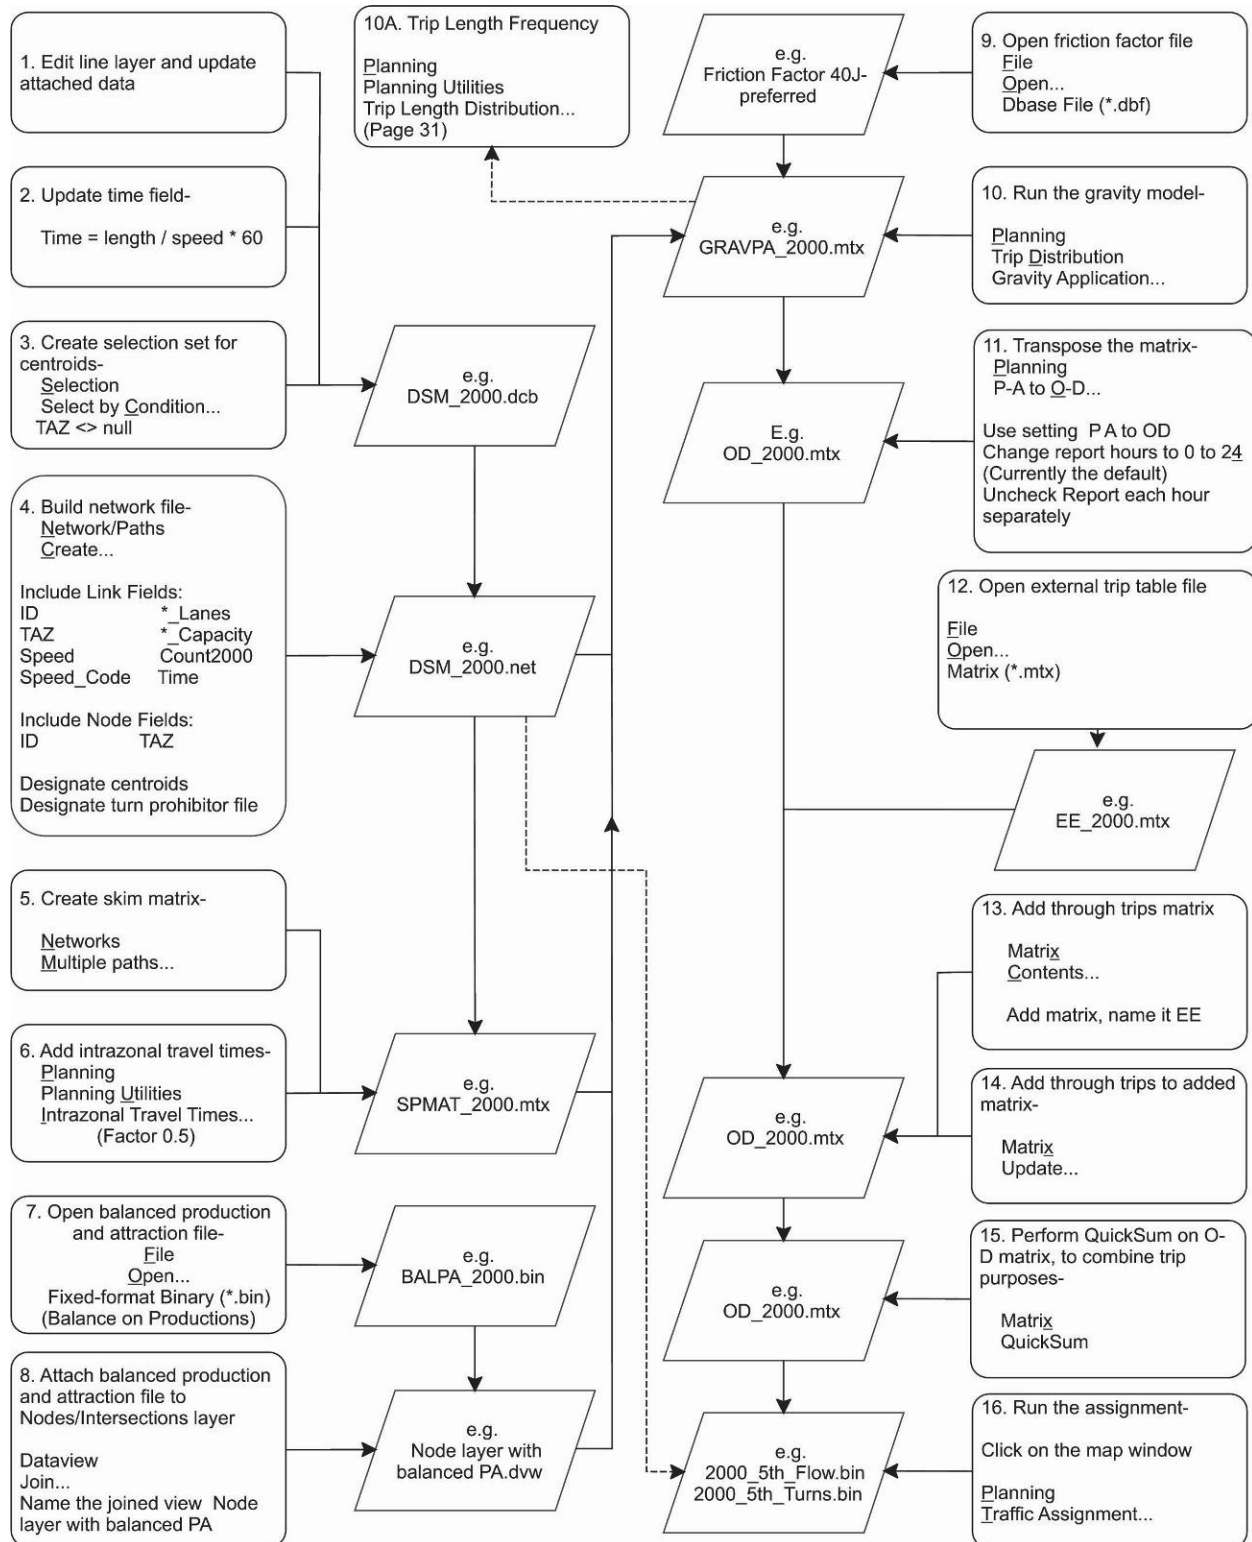 1. Edit line layer and update
attached data
2. Update time field-
Time = length / speed * 60
3. Create selection set for
centroids-
Selection
Select by Condition...
TAZ <> null
4. Build network file-
Network/Paths
Create...
Include Link Fields:
ID *_Lanes
TAZ *_Capacity
Speed Count2000
Speed_Code Time
Include Node Fields:
ID TAZ
Designate centroids
Designate turn prohibitor file
5. Create skim matrix-
Networks
Multiple paths...
6. Add intrazonal travel times-
Planning
Planning Utilities
Intrazonal Travel Times...
(Factor 0.5)
7. Open balanced production
and attraction file-
File
Open...
Fixed-format Binary (*.bin)
(Balance on Productions)
8. Attach balanced production
and attraction file to
Nodes/Intersections layer
Dataview
Join...
Name the joined view Node
layer with balanced PA
10A. Trip Length Frequency
Planning
Planning Utilities
Trip Length Distribution...
(Page 31)
e.g.
DSM_2000.dcb
e.g.
DSM_2000.net
e.g.
SPMAT_2000.mtx
e.g.
BALPA_2000.bin
e.g.
Node layer with
balanced PA.dvw
e.g.
Friction Factor 40J-
preferred
e.g.
GRAVPA_2000.mtx
E.g.
OD_2000.mtx
e.g.
EE_2000.mtx
e.g.
OD_2000.mtx
e.g.
OD_2000.mtx
e.g.
2000_5th_Flow.bin
2000_5th_Turns.bin
9. Open friction factor file
File
Open...
Dbase File (*.dbf)
10. Run the gravity model-
Planning
Trip Distribution
Gravity Application...
11. Transpose the matrix-
Planning
P-A to O-D...
Use setting P A to OD
Change report hours to 0 to 24
(Currently the default)
Uncheck Report each hour
separately
12. Open external trip table file
File
Open...
Matrix (*.mtx)
13. Add through trips matrix
Matrix
Contents...
Add matrix, name it EE
14. Add through trips to added
matrix-
Matrix
Update...
15. Perform QuickSum on O-
D matrix, to combine trip
purposes-
Matrix
QuickSum
16. Run the assignment-
Click on the map window
Planning
Traffic Assignment...